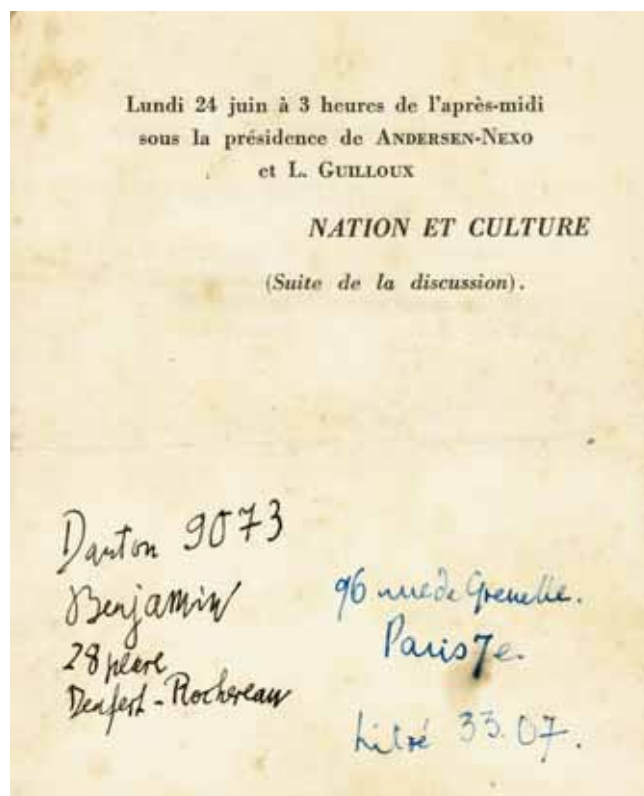 Lundi 24 juin à 3 heures de l'après-midi
sous la présidence de ANDERSEN-NEXO
et L. GUILLOUX
NATION ET CULTURE
(Suite de la discussion).
Danton 9073
Benjamin
28 place
Denfert-Rochereau
96 rue de Grenelle.
Paris 7e.
Littré 33.07.